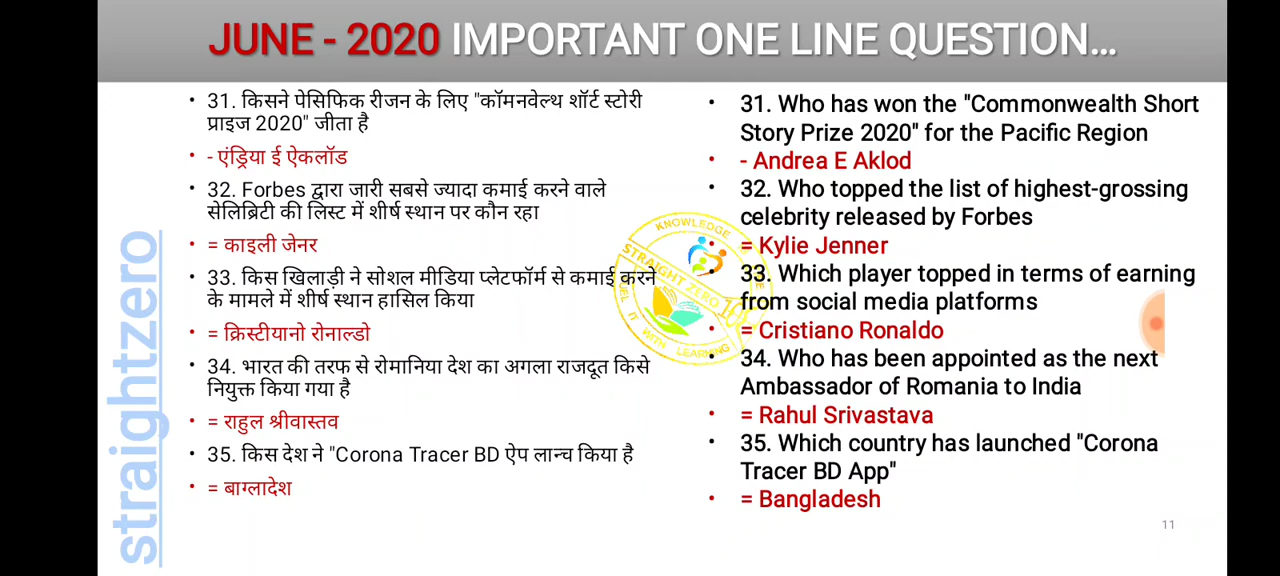 JUNE - 2020 IMPORTANT ONE LINE QUESTION...
• 31. किसने पेसिफिक रीजन के लिए "कॉमनवेल्थ शॉर्ट स्टोरी
प्राइज 2020" जीता है
• - एंड्रिया ई ऐकलॉड
• 32. Forbes द्वारा जारी सबसे ज्यादा कमाई करने वाले
सेलिब्रिटी की लिस्ट में शीर्ष स्थान पर कौन रहा
• = काइली जेनर
• 33. किस खिलाड़ी ने सोशल मीडिया प्लेटफॉर्म से कमाई करने
के मामले में शीर्ष स्थान हासिल किया
• = क्रिस्टीयानो रोनाल्डो
• 34. भारत की तरफ से रोमानिया देश का अगला राजदूत किसे
नियुक्त किया गया है
• = राहुल श्रीवास्तव
• 35. किस देश ने "Corona Tracer BD ऐप लान्च किया है
• = बाग्लादेश
• 31. Who has won the "Commonwealth Short
Story Prize 2020" for the Pacific Region
• - Andrea E Aklod
• 32. Who topped the list of highest-grossing
celebrity released by Forbes
• = Kylie Jenner
• 33. Which player topped in terms of earning
from social media platforms
• = Cristiano Ronaldo
• 34. Who has been appointed as the next
Ambassador of Romania to India
• = Rahul Srivastava
• 35. Which country has launched "Corona
Tracer BD App"
• = Bangladesh
straightzero
KNOWLEDGE
STRAIGHT ZERO
IT WITH LEARNING
11